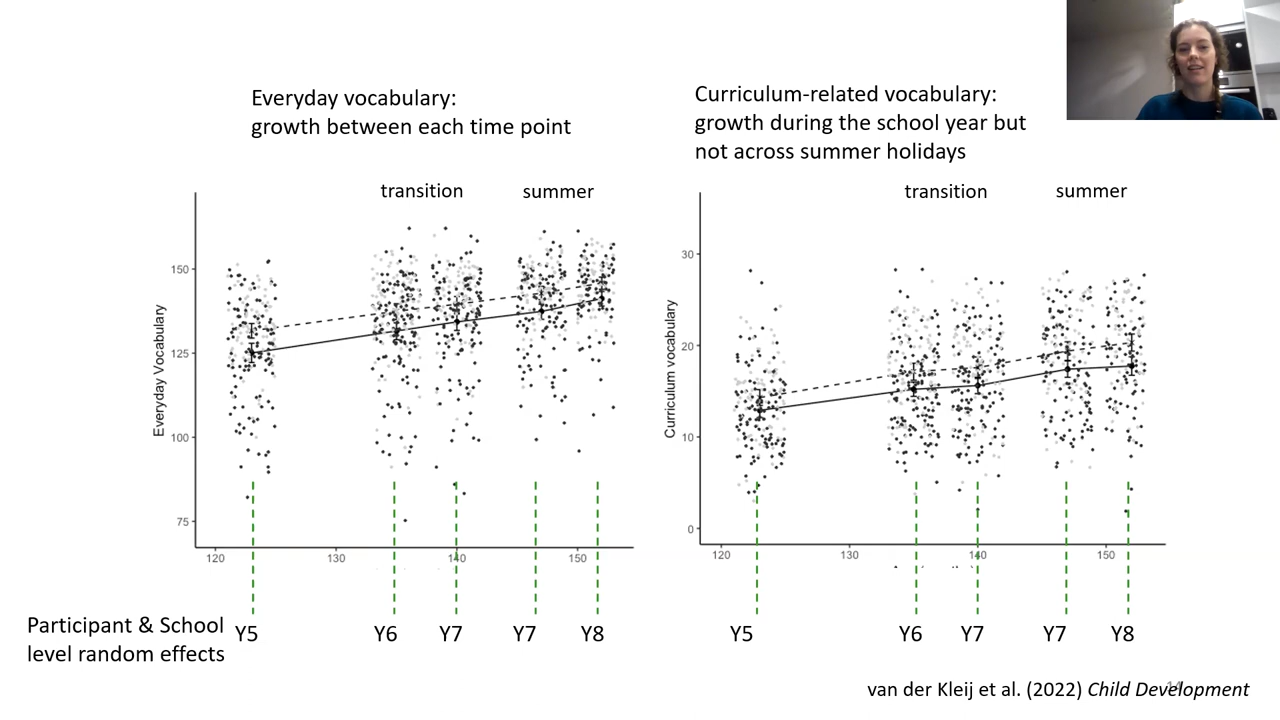 Everyday vocabulary:
growth between each time point
Curriculum-related vocabulary:
growth during the school year but
not across summer holidays
transition
summer
150
125
100
75
Everyday Vocabulary
120
130
140
150
transition
summer
30
20
10
0
Curriculum vocabulary
120
130
140
150
Participant & School
level random effects
Y5
Y6
Y7
Y7
Y8
Y5
Y6
Y7
Y7
Y8
van der Kleij et al. (2022) Child Development